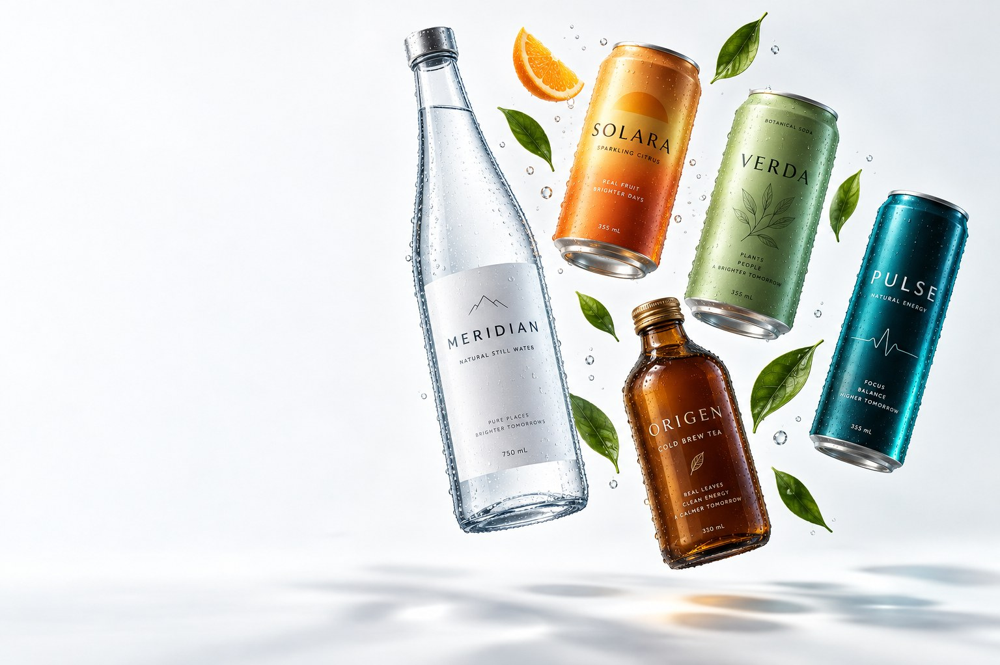 MERIDIAN
NATURAL STILL WATER
PURE PLACES
BRIGHTER TOMORROWS
750 mL
SOLARA
SPARKLING CITRUS
REAL FRUIT
BRIGHTER DAYS
355 mL
BOTANICAL SODA
VERDA
PLANTS
PEOPLE
A BRIGHTER TOMORROW
355 mL
ORIGEN
COLD BREW TEA
REAL LEAVES
CLEAN ENERGY
A CALMER TOMORROW
330 mL
PULSE
NATURAL ENERGY
FOCUS
BALANCE
HIGHER TOMORROW
355 mL